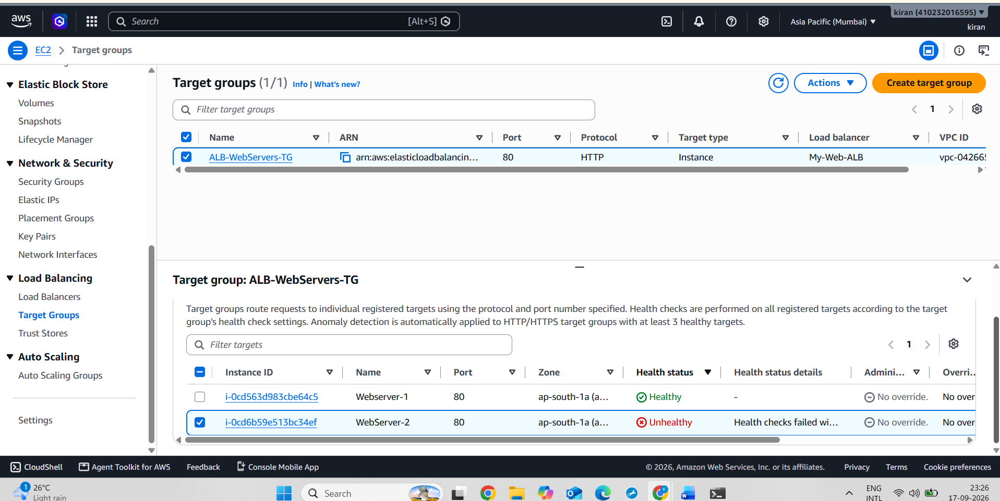 aws
Search
[Alt+S]
Asia Pacific (Mumbai)
kiran (410232016595)
kiran
EC2
Target groups
Elastic Block Store
Volumes
Snapshots
Lifecycle Manager
Network & Security
Security Groups
Elastic IPs
Placement Groups
Key Pairs
Network Interfaces
Load Balancing
Load Balancers
Target Groups
Trust Stores
Auto Scaling
Auto Scaling Groups
Settings
Target groups (1/1) Info | What's new?
Actions
Create target group
Filter target groups
1
Name ARN Port Protocol Target type Load balancer VPC ID
ALB-WebServers-TG arn:aws:elasticloadbalancin... 80 HTTP Instance My-Web-ALB vpc-04266
Target group: ALB-WebServers-TG
Target groups route requests to individual registered targets using the protocol and port number specified. Health checks are performed on all registered targets according to the target
group's health check settings. Anomaly detection is automatically applied to HTTP/HTTPS target groups with at least 3 healthy targets.
Filter targets
1
Instance ID Name Port Zone Health status Health status details Admini... Overri...
i-0cd563d983cbe64c5 Webserver-1 80 ap-south-1a (a... Healthy - No override. No over
i-0cd6b59e513bc34ef WebServer-2 80 ap-south-1a (a... Unhealthy Health checks failed wi... No override. No over
CloudShell Agent Toolkit for AWS Feedback Console Mobile App
© 2026, Amazon Web Services, Inc. or its affiliates. Privacy Terms Cookie preferences
1
26°C
Light rain
Search
ENG
INTL
23:26
17-09-2026